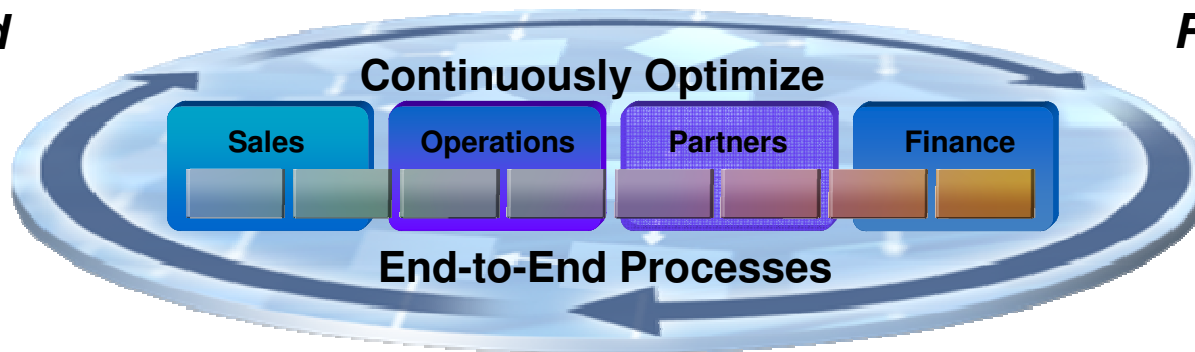 Continuously Optimize
Sales Operations Partners Finance
End-to-End Processes